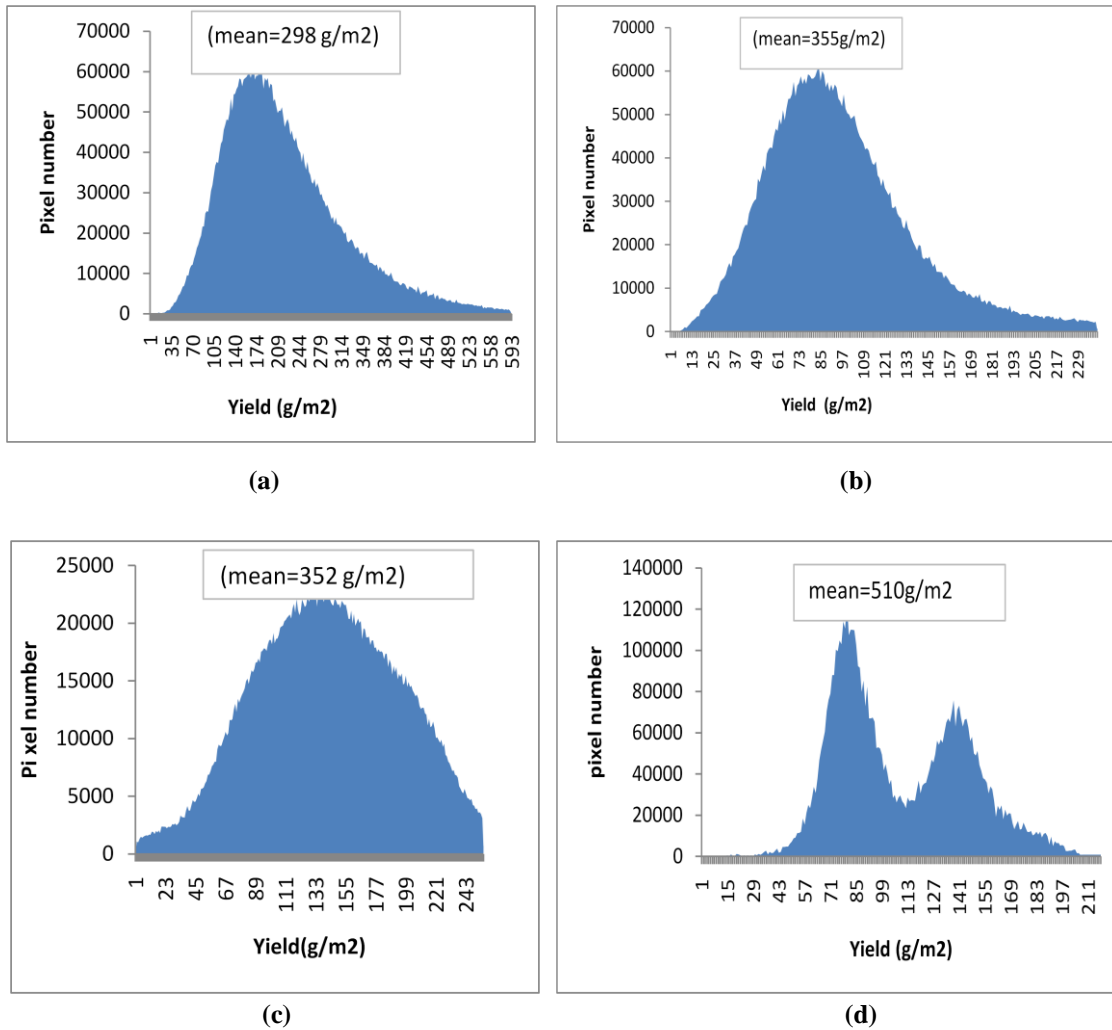 70000
60000
50000
40000
30000
20000
10000
0
Pixel number
(mean=298 g/m2)
1 35 70 105 140 174 209 244 279 314 349 384 419 454 489 523 558 593
Yield (g/m2)
(a)
70000
60000
50000
40000
30000
20000
10000
0
Pixel number
(mean=355g/m2)
1 13 25 37 49 61 73 85 97 109 121 133 145 157 169 181 193 205 217 229
Yield (g/m2)
(b)
25000
20000
15000
10000
5000
0
Pi xel number
(mean=352 g/m2)
1 23 45 67 89 111 133 155 177 199 221 243
Yield(g/m2)
(c)
140000
120000
100000
80000
60000
40000
20000
0
pixel number
mean=510g/m2
1 15 29 43 57 71 85 99 113 127 141 155 169 183 197 211
Yield (g/m2)
(d)